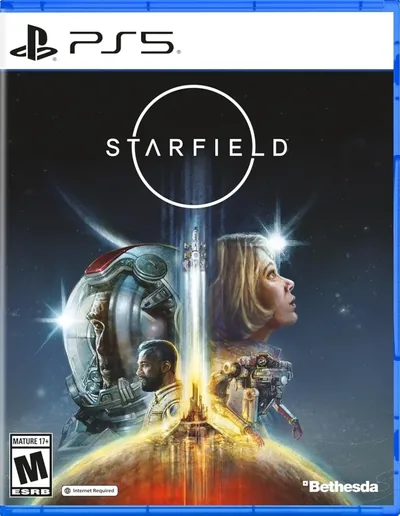 PS5
STARFIELD
MATURE 17+
M
ESRB
Internet Required
Bethesda